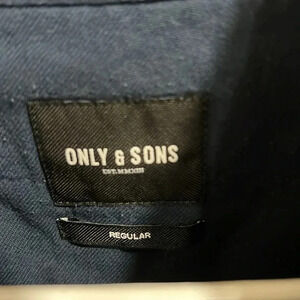 ONLY & SONS
EST. MMXIII
REGULAR